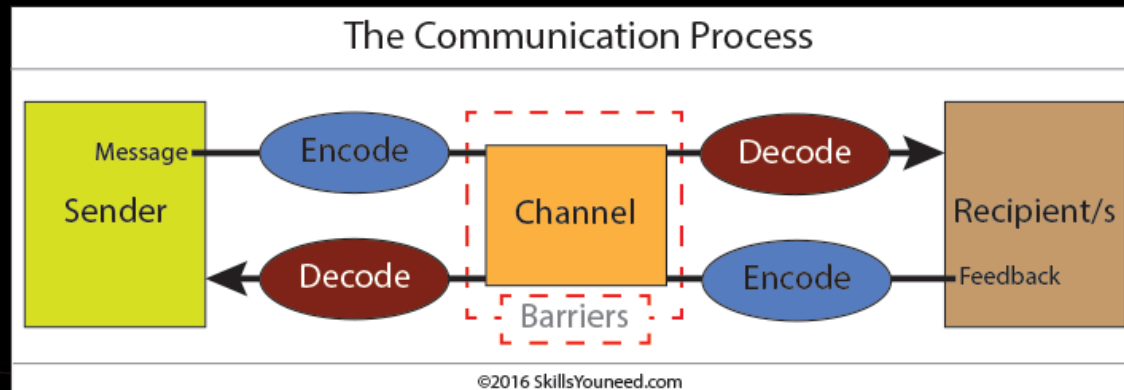 The Communication Process
Message
Encode
Decode
Sender
Channel
Recipient/s
Decode
Encode
Feedback
Barriers
©2016 SkillsYouneed.com